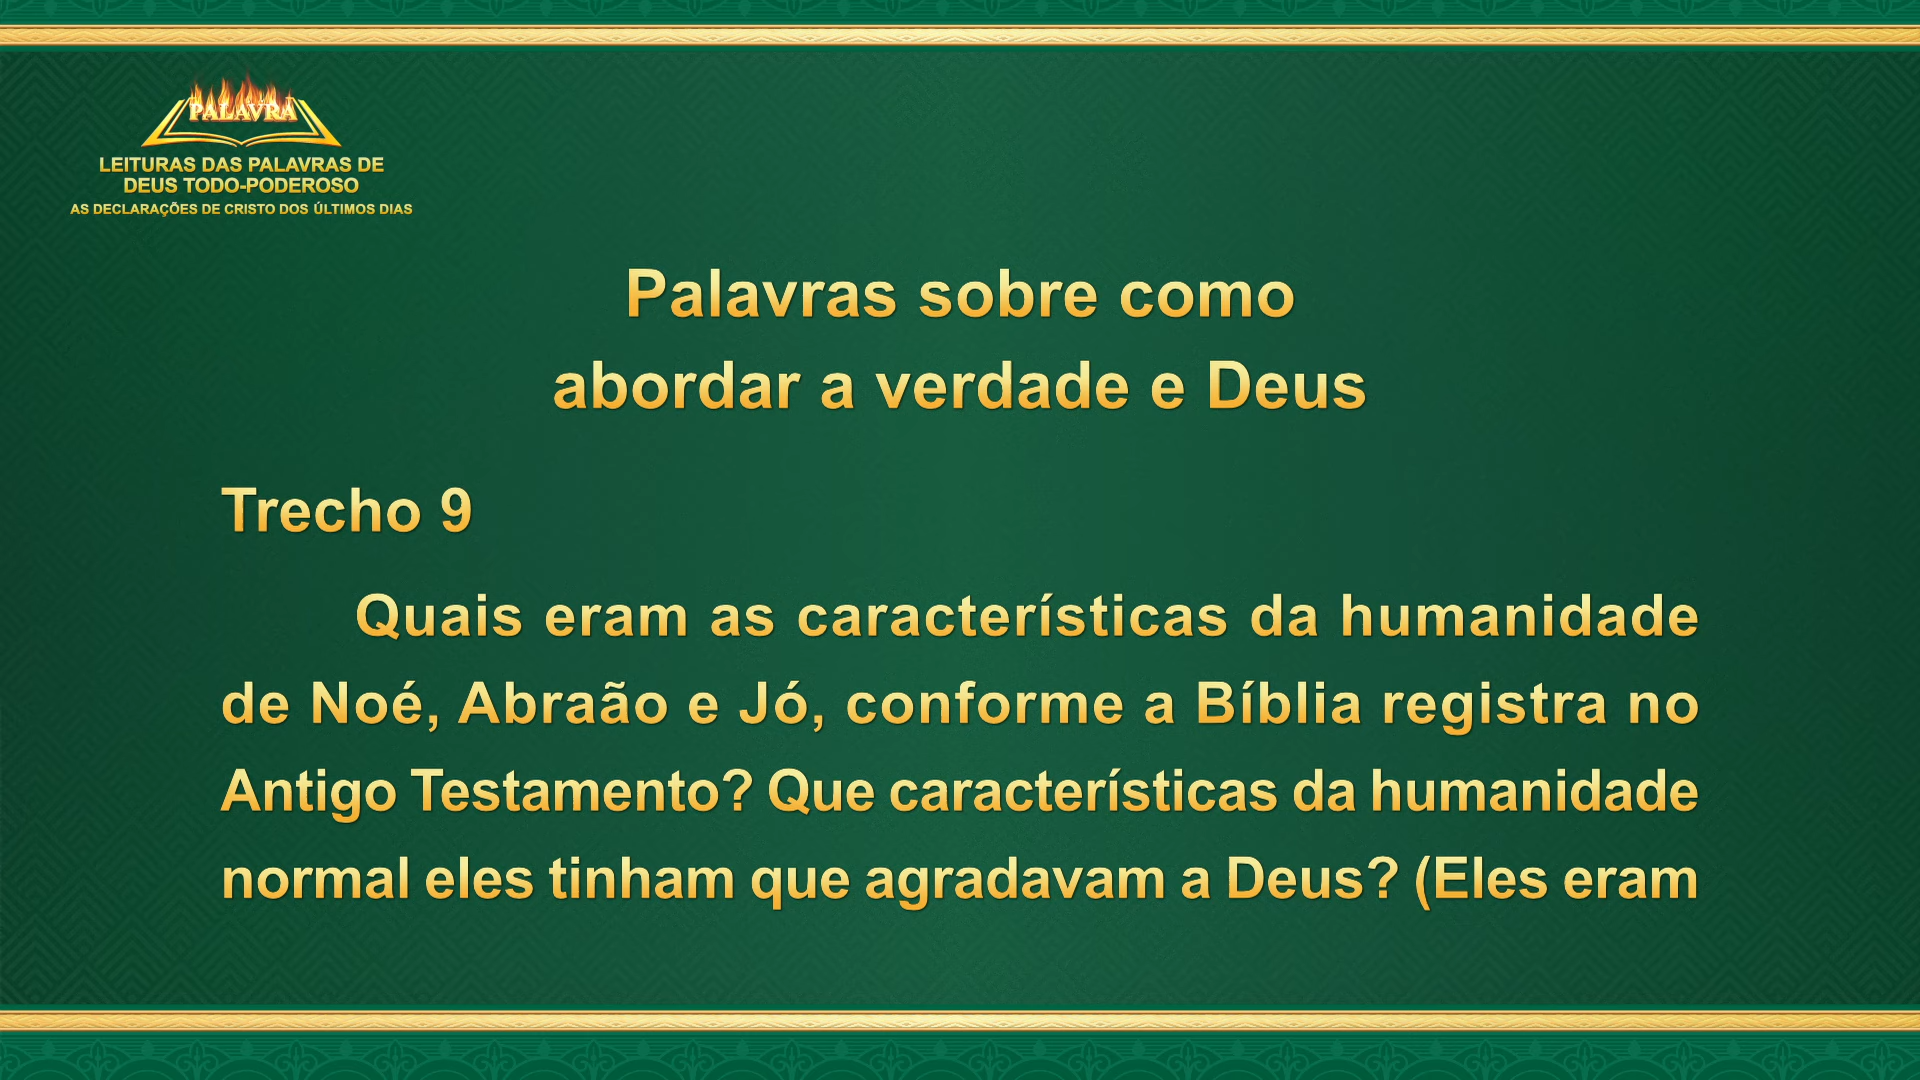 PALAVRA
LEITURAS DAS PALAVRAS DE
DEUS TODO-PODEROSO
AS DECLARAÇÕES DE CRISTO DOS ÚLTIMOS DIAS
Palavras sobre como
abordar a verdade e Deus
Trecho 9
Quais eram as características da humanidade
de Noé, Abraão e Jó, conforme a Bíblia registra no
Antigo Testamento? Que características da humanidade
normal eles tinham que agradavam a Deus? (Eles eram